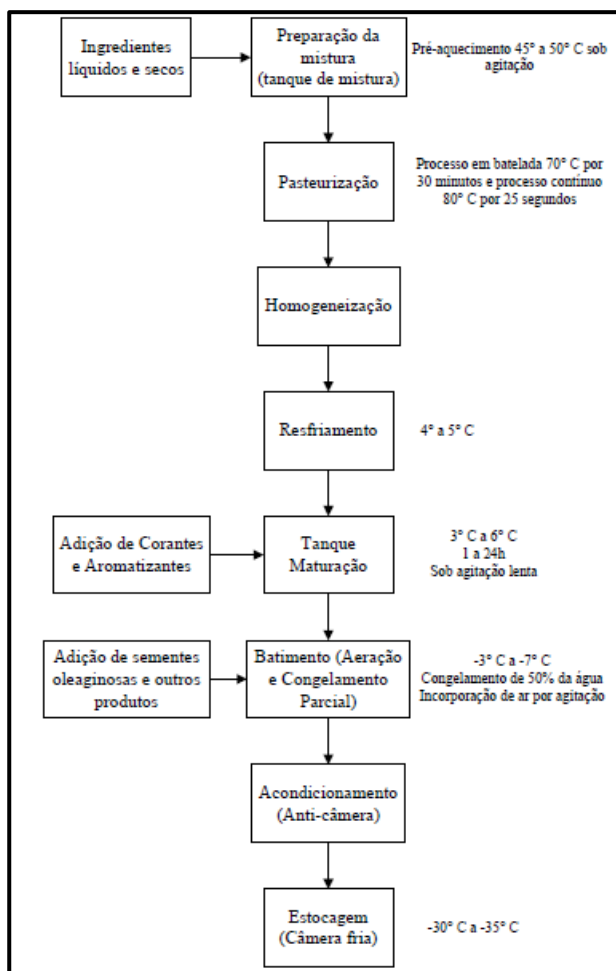 Ingredientes
líquidos e secos
Preparação da
mistura
(tanque de mistura)
Pré-aquecimento 45° a 50° C sob
agitação
Pasteurização
Processo em batelada 70° C por
30 minutos e processo contínuo
80° C por 25 segundos
Homogeneização
Resfriamento
4° a 5° C
Adição de Corantes
e Aromatizantes
Tanque
Maturação
3° C a 6° C
1 a 24h
Sob agitação lenta
Adição de sementes
oleaginosas e outros
produtos
Batimento (Aeração
e Congelamento
Parcial)
-3° C a -7° C
Congelamento de 50% da água
Incorporação de ar por agitação
Acondicionamento
(Anti-câmera)
Estocagem
(Câmera fria)
-30° C a -35° C